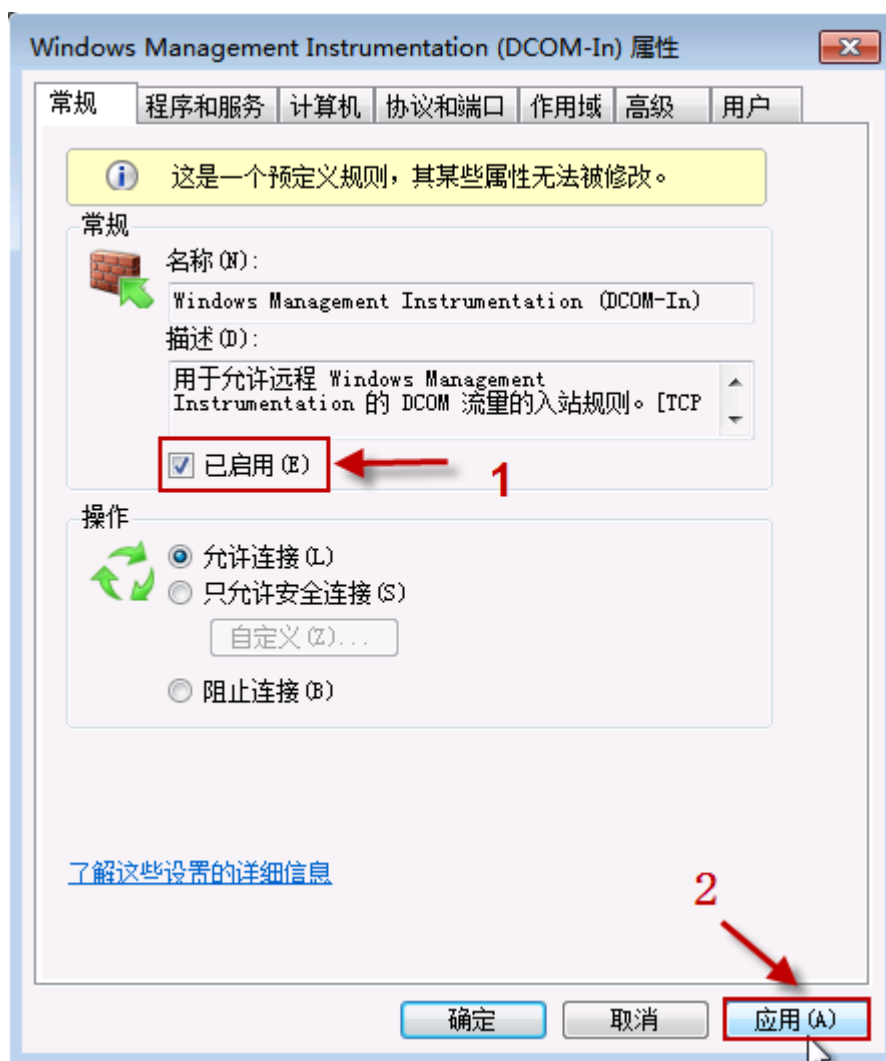 Windows Management Instrumentation (DCOM-In) 属性
常规 程序和服务 计算机 协议和端口 作用域 高级 用户
这是一个预定义规则，其某些属性无法被修改。
常规
名称(N):
Windows Management Instrumentation (DCOM-In)
描述(D):
用于允许远程 Windows Management
Instrumentation 的 DCOM 流量的入站规则。[TCP
已启用(E)
1
操作
允许连接(L)
只允许安全连接(S)
自定义(Z)...
阻止连接(B)
了解这些设置的详细信息
2
确定 取消 应用(A)